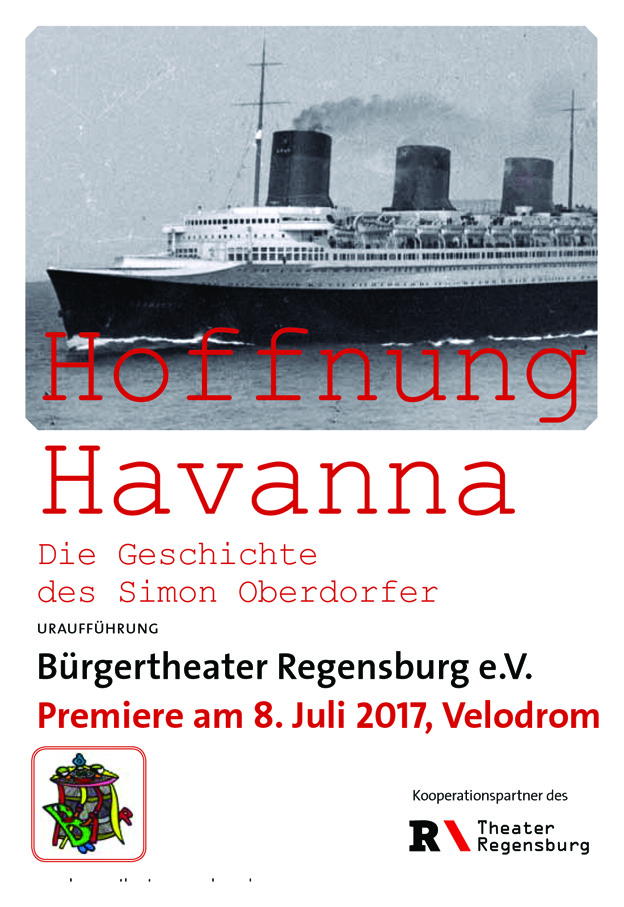 Hoffnung
Havanna
Die Geschichte
des Simon Oberdorfer
URAUFFÜHRUNG
Bürgertheater Regensburg e.V.
Premiere am 8. Juli 2017, Velodrom
Kooperationspartner des
R Theater
Regensburg